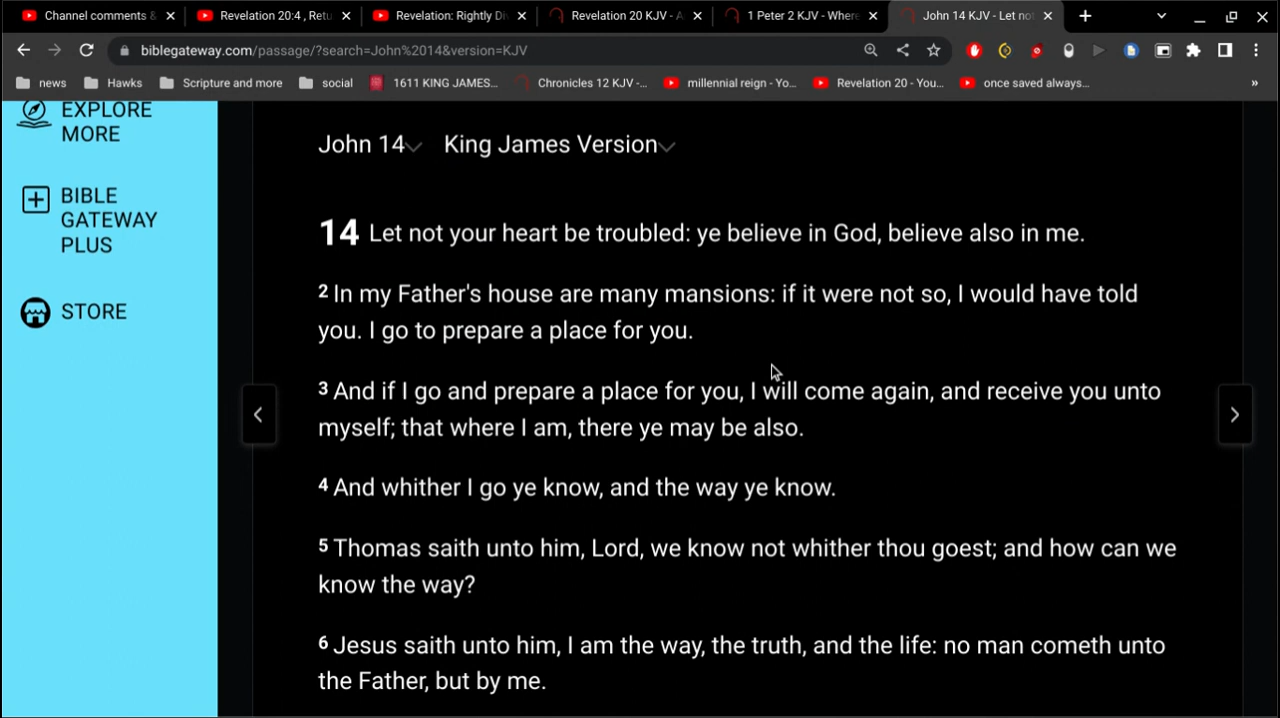 Channel comments &
Revelation 20:4 , Retu
Revelation: Rightly Di
Revelation 20 KJV - A
1 Peter 2 KJV - Where
John 14 KJV - Let no
biblegateway.com/passage/?search=John%2014&version=KJV
news
Hawks
Scripture and more
social
1611 KING JAMES...
Chronicles 12 KJV -...
millennial reign - Yo...
Revelation 20 - You...
once saved always...
»
EXPLORE
MORE
BIBLE
GATEWAY
PLUS
STORE
John 14 King James Version
14 Let not your heart be troubled: ye believe in God, believe also in me.
2 In my Father's house are many mansions: if it were not so, I would have told
you. I go to prepare a place for you.
3 And if I go and prepare a place for you, I will come again, and receive you unto
myself; that where I am, there ye may be also.
4 And whither I go ye know, and the way ye know.
5 Thomas saith unto him, Lord, we know not whither thou goest; and how can we
know the way?
6 Jesus saith unto him, I am the way, the truth, and the life: no man cometh unto
the Father, but by me.